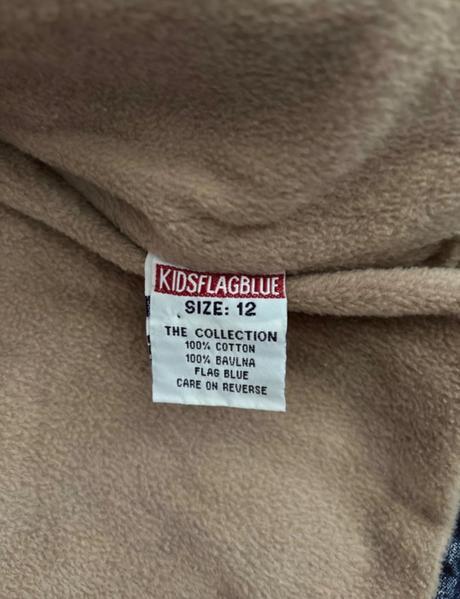 KIDSFLAGBLUE
SIZE: 12
THE COLLECTION
100% COTTON
100% BAVLNA
FLAG BLUE
CARE ON REVERSE